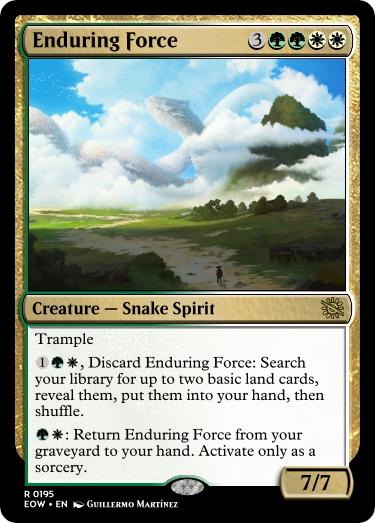 Enduring Force 3
Creature — Snake Spirit
Trample
1, Discard Enduring Force: Search
your library for up to two basic land cards,
reveal them, put them into your hand, then
shuffle.
: Return Enduring Force from your
graveyard to your hand. Activate only as a
sorcery.
7/7
R 0195
EOW • EN Guillermo Martínez